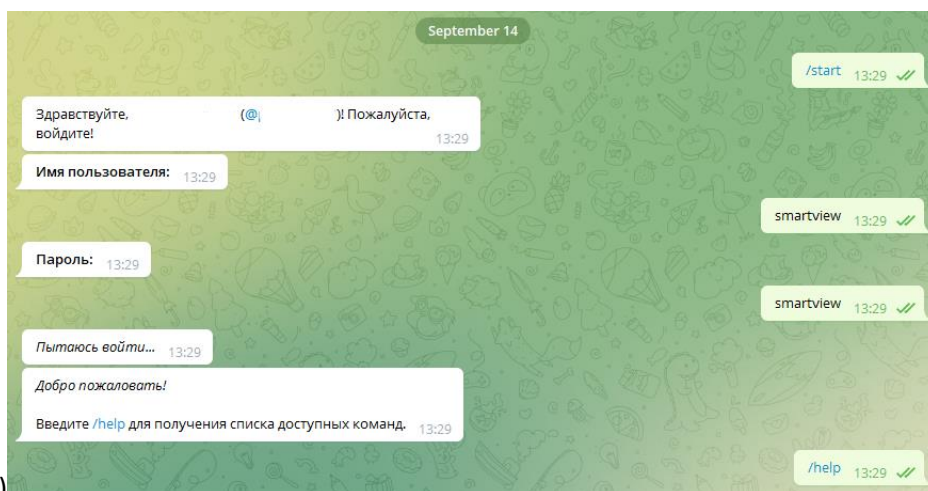 September 14
/start 13:29
Здравствуйте, (@ )! Пожалуйста,
войдите!
13:29
Имя пользователя: 13:29
smartview 13:29
Пароль: 13:29
smartview 13:29
Пытаюсь войти... 13:29
Добро пожаловать!
Введите /help для получения списка доступных команд. 13:29
/help 13:29
)